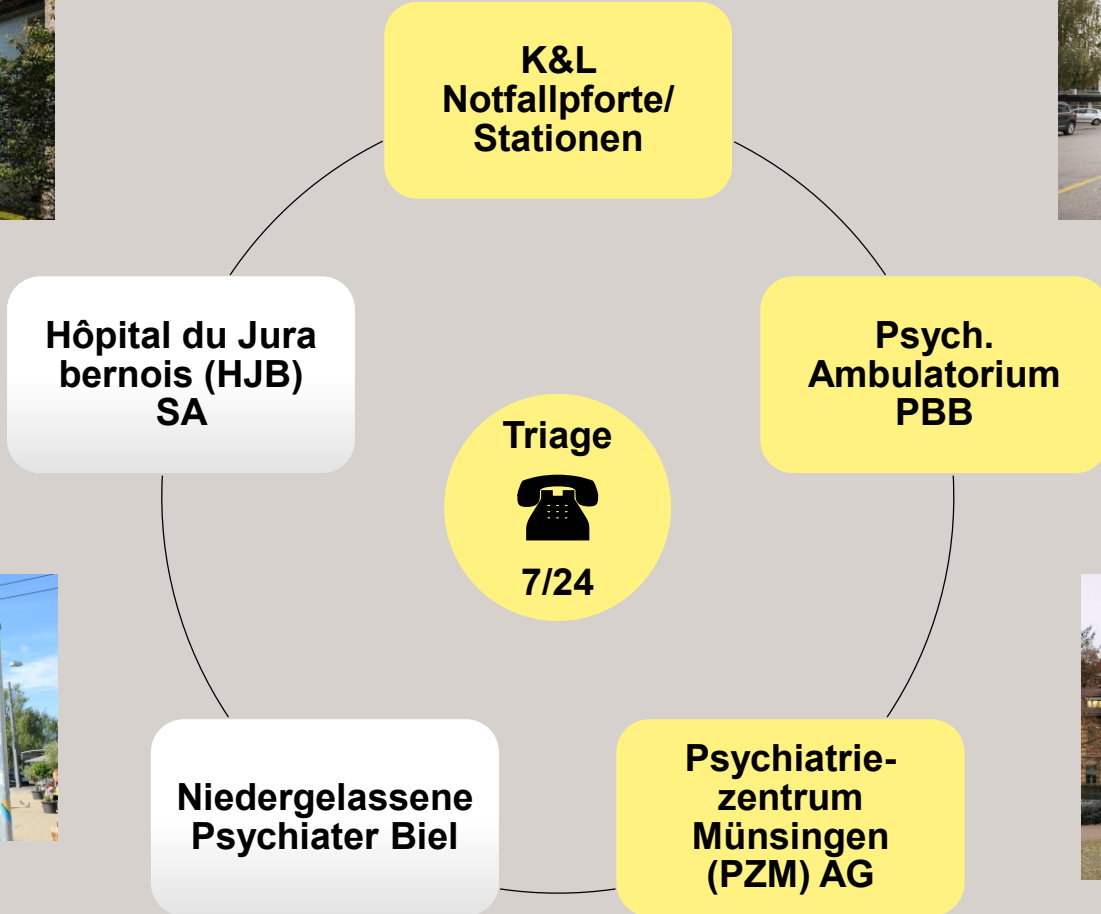 K&L
Notfallpforte/
Stationen
Hôpital du Jura
bernois (HJB)
SA
Psych.
Ambulatorium
PBB
Triage
7/24
Niedergelassene
Psychiater Biel
Psychiatrie-
zentrum
Münsingen
(PZM) AG